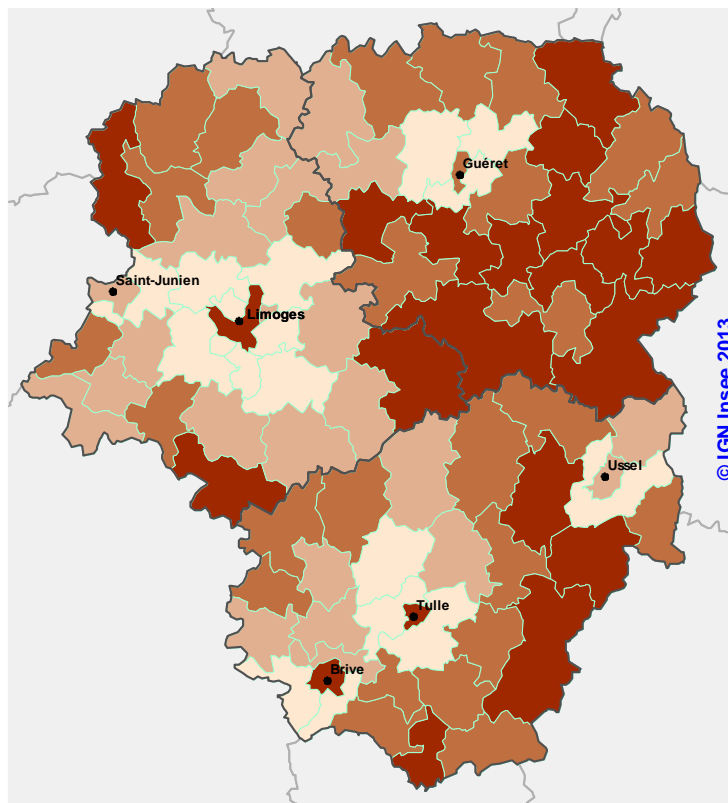 Guéret
Saint-Junien
Limoges
Ussel
Tulle
Brive
© IGN Insee 2013